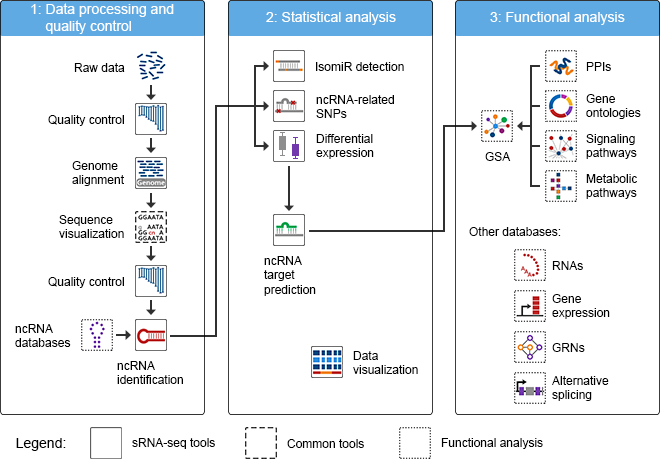 1: Data processing and
quality control
Raw data
Quality control
Genome
alignment
Genome
Sequence
visualization
GGAATA
g AATA
GG cn A
GGAATA
Quality control
ncRNA
databases
ncRNA
identification
2: Statistical analysis
IsomiR detection
ncRNA-related
SNPs
Differential
expression
ncRNA
target
prediction
Data
visualization
3: Functional analysis
PPIs
Gene
ontologies
GSA
Signaling
pathways
Metabolic
pathways
Other databases:
RNAs
Gene
expression
GRNs
Alternative
splicing
Legend:
sRNA-seq tools
Common tools
Functional analysis